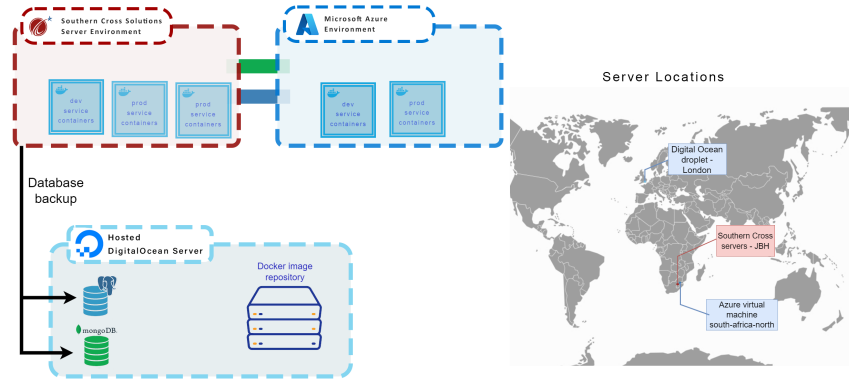 Southern Cross Solutions
Server Environment
Microsoft Azure
Environment
dev
service
containers
prod
service
containers
prod
service
containers
dev
service
containers
prod
service
containers
Database
backup
Hosted
DigitalOcean Server
Docker image
repository
mongoDB.
Server Locations
Digital Ocean
droplet -
London
Southern Cross
servers - JBH
Azure virtual
machine
south-africa-north